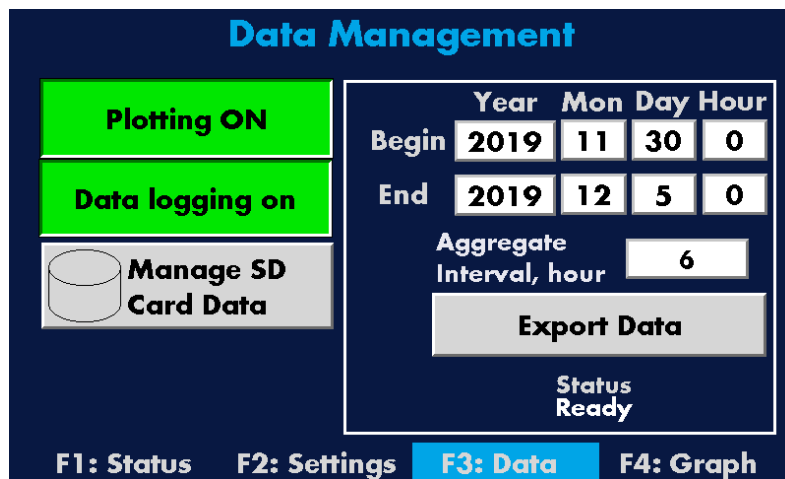 Data Management
Plotting ON
Data logging on
Manage SD
Card Data
Year Mon Day Hour
Begin 2019 11 30 0
End 2019 12 5 0
Aggregate
Interval, hour 6
Export Data
Status
Ready
F1: Status F2: Settings F3: Data F4: Graph